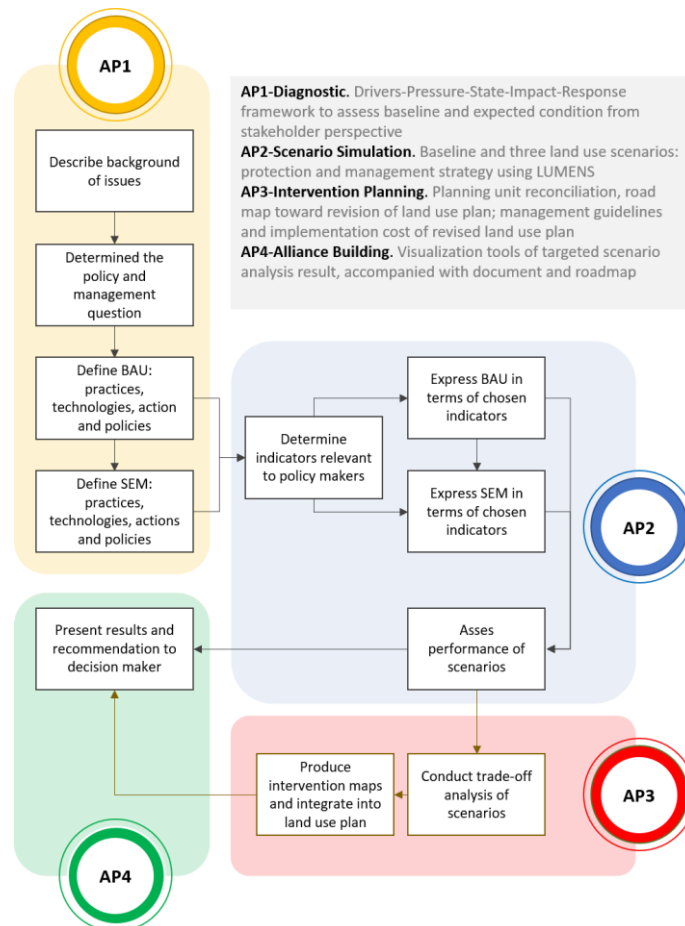 AP1
AP1-Diagnostic. Drivers-Pressure-State-Impact-Response
framework to assess baseline and expected condition from
stakeholder perspective
AP2-Scenario Simulation. Baseline and three land use scenarios:
protection and management strategy using LUMENS
AP3-Intervention Planning. Planning unit reconciliation, road
map toward revision of land use plan; management guidelines
and implementation cost of revised land use plan
AP4-Alliance Building. Visualization tools of targeted scenario
analysis result, accompanied with document and roadmap
Describe background
of issues
Determined the
policy and
management
question
Define BAU:
practices,
technologies, action
and policies
Define SEM:
practices,
technologies, actions
and policies
Determine
indicators relevant
to policy makers
Express BAU in
terms of chosen
indicators
Express SEM in
terms of chosen
indicators
AP2
Asses
performance of
scenarios
Present results and
recommendation to
decision maker
Produce
intervention maps
and integrate into
land use plan
Conduct trade-off
analysis of
scenarios
AP3
AP4